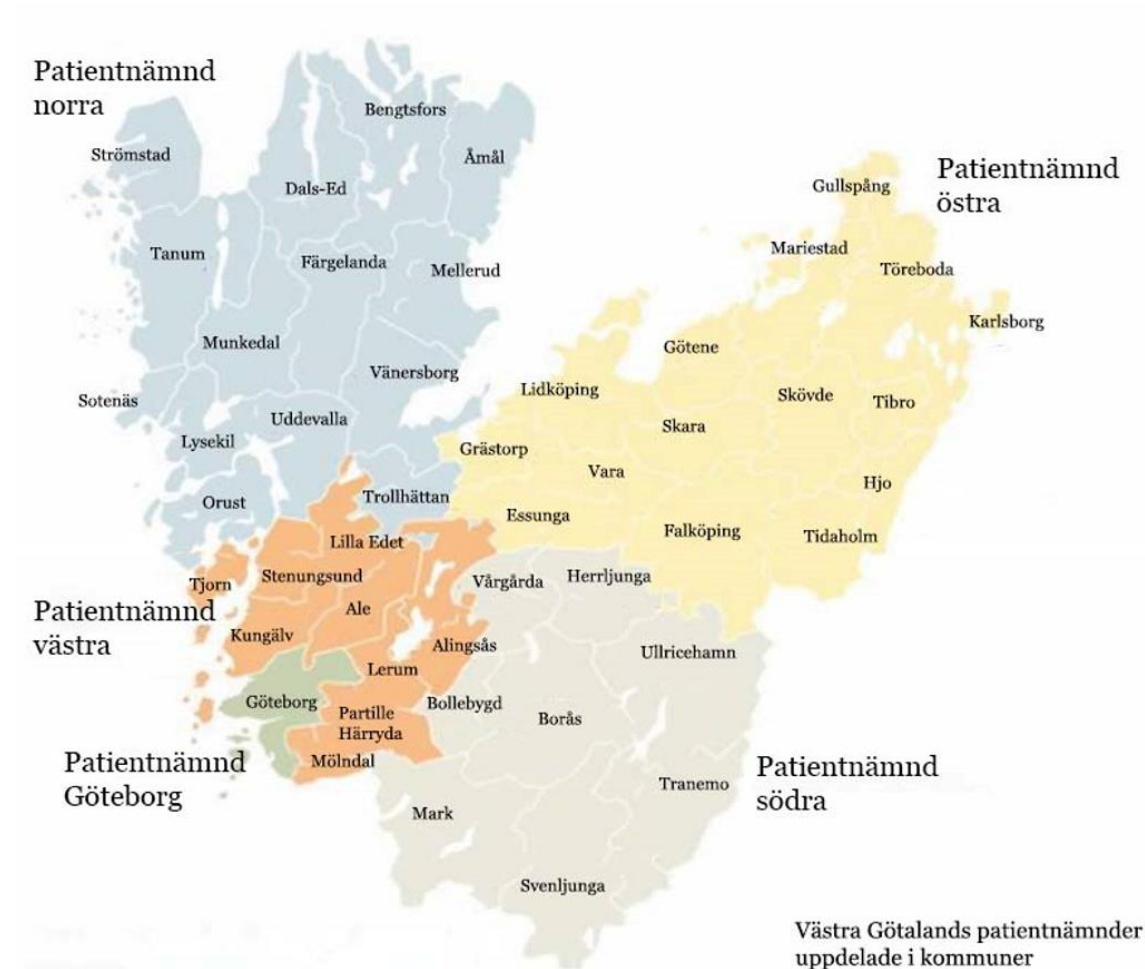 Patientnämnd
norra
Bengtsfors
Strömstad
Åmål
Dals-Ed
Gullspång
Patientnämnd
östra
Tanum
Färgelanda
Mellerud
Mariestad
Töreboda
Karlsborg
Munkedal
Götene
Vänersborg
Lidköping
Skövde
Tibro
Sotenäs
Uddevalla
Skara
Lysekil
Grästorp
Vara
Hjo
Orust
Trollhättan
Essunga
Falköping
Tidaholm
Lilla Edet
Tjorn
Stenungsund
Vårgårda
Herrljunga
Patientnämnd
västra
Ale
Kungälv
Alingsås
Ullricehamn
Lerum
Göteborg
Partille
Härryda
Bollebygd
Borås
Mölndal
Patientnämnd
Göteborg
Patientnämnd
södra
Tranemo
Mark
Svenljunga
Västra Götalands patientnämnder
uppdelade i kommuner